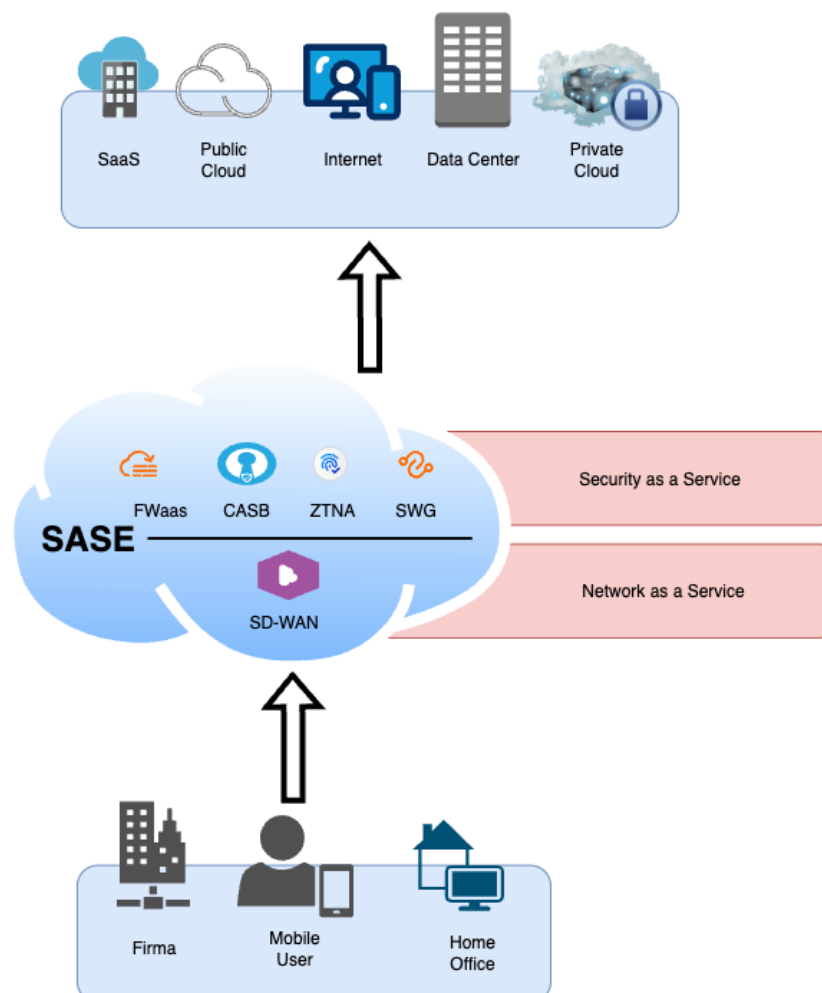 SaaS
Public
Cloud
Internet
Data Center
Private
Cloud
FWaas
CASB
ZTNA
SWG
Security as a Service
SASE
Network as a Service
SD-WAN
Firma
Mobile
User
Home
Office